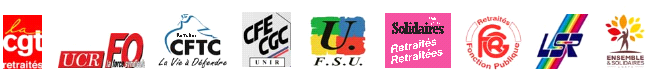 la
cgt
retraités
UCR FO
la force syndicale
CFTC
La Vie à Défendre
CFE
CGC
UNIR
U.
F.S.U.
Solidaires
Retraités
Retraitées
Retraités
Fonction Publique
LSR
ENSEMBLE
& SOLIDAIRES